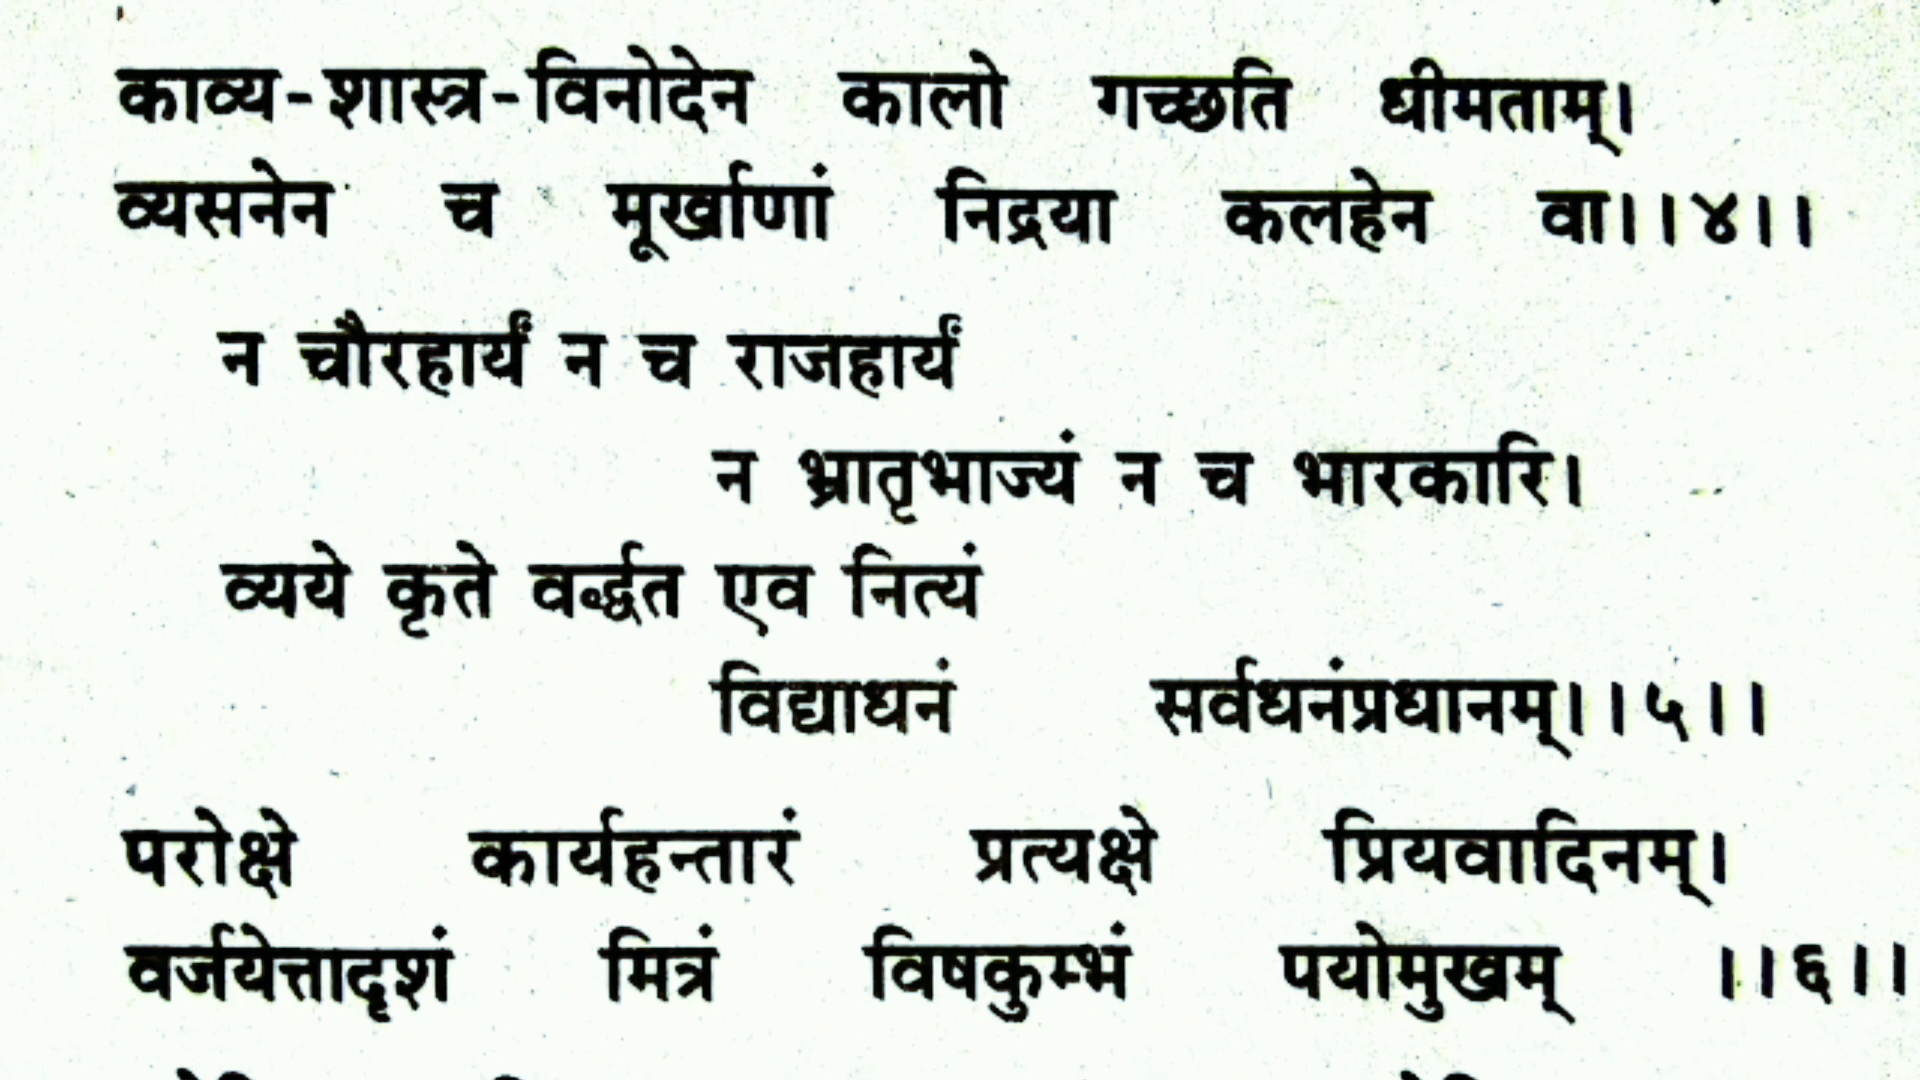 काव्य-शास्त्र-विनोदेन कालो गच्छति धीमताम्।
व्यसनेन च मूर्खाणां निद्रया कलहेन वा।।४।।
न चौरहार्यं न च राजहार्यं
न भ्रातृभाज्यं न च भारकारि।
व्यये कृते वर्द्धत एव नित्यं
विद्याधनं सर्वधनंप्रधानम्।।५।।
परोक्षे कार्यहन्तारं प्रत्यक्षे प्रियवादिनम्।
वर्जयेत्तादृशं मित्रं विषकुम्भं पयोमुखम् ।।६।।